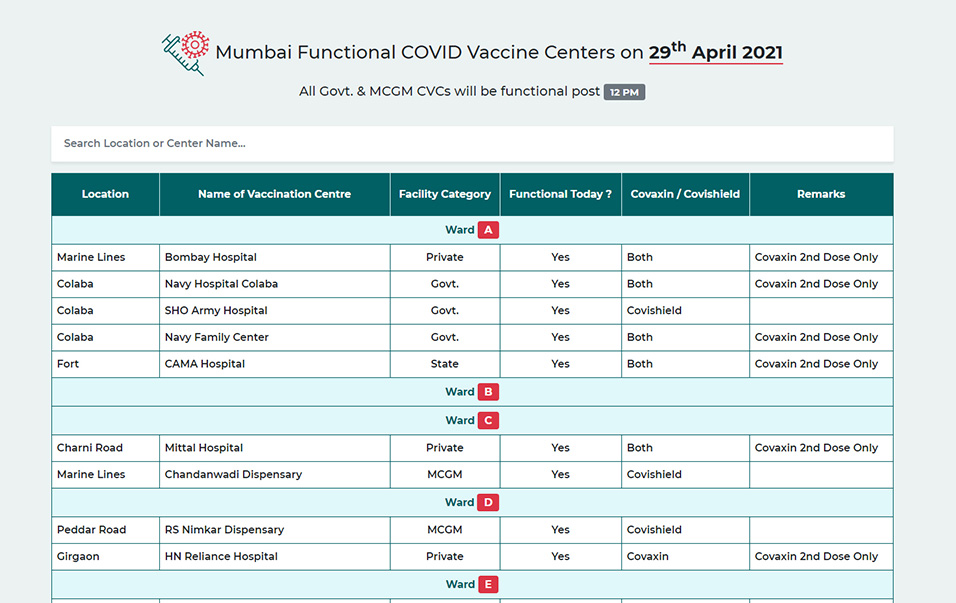 Mumbai Functional COVID Vaccine Centers on 29th April 2021
All Govt. & MCGM CVCs will be functional post 12 PM
Search Location or Center Name...
Location Name of Vaccination Centre Facility Category Functional Today ? Covaxin / Covishield Remarks
Ward A
Marine Lines Bombay Hospital Private Yes Both Covaxin 2nd Dose Only
Colaba Navy Hospital Colaba Govt. Yes Both Covaxin 2nd Dose Only
Colaba SHO Army Hospital Govt. Yes Covishield
Colaba Navy Family Center Govt. Yes Both Covaxin 2nd Dose Only
Fort CAMA Hospital State Yes Both Covaxin 2nd Dose Only
Ward B
Ward C
Charni Road Mittal Hospital Private Yes Both Covaxin 2nd Dose Only
Marine Lines Chandanwadi Dispensary MCGM Yes Covishield
Ward D
Peddar Road RS Nimkar Dispensary MCGM Yes Covishield
Girgaon HN Reliance Hospital Private Yes Covaxin Covaxin 2nd Dose Only
Ward E